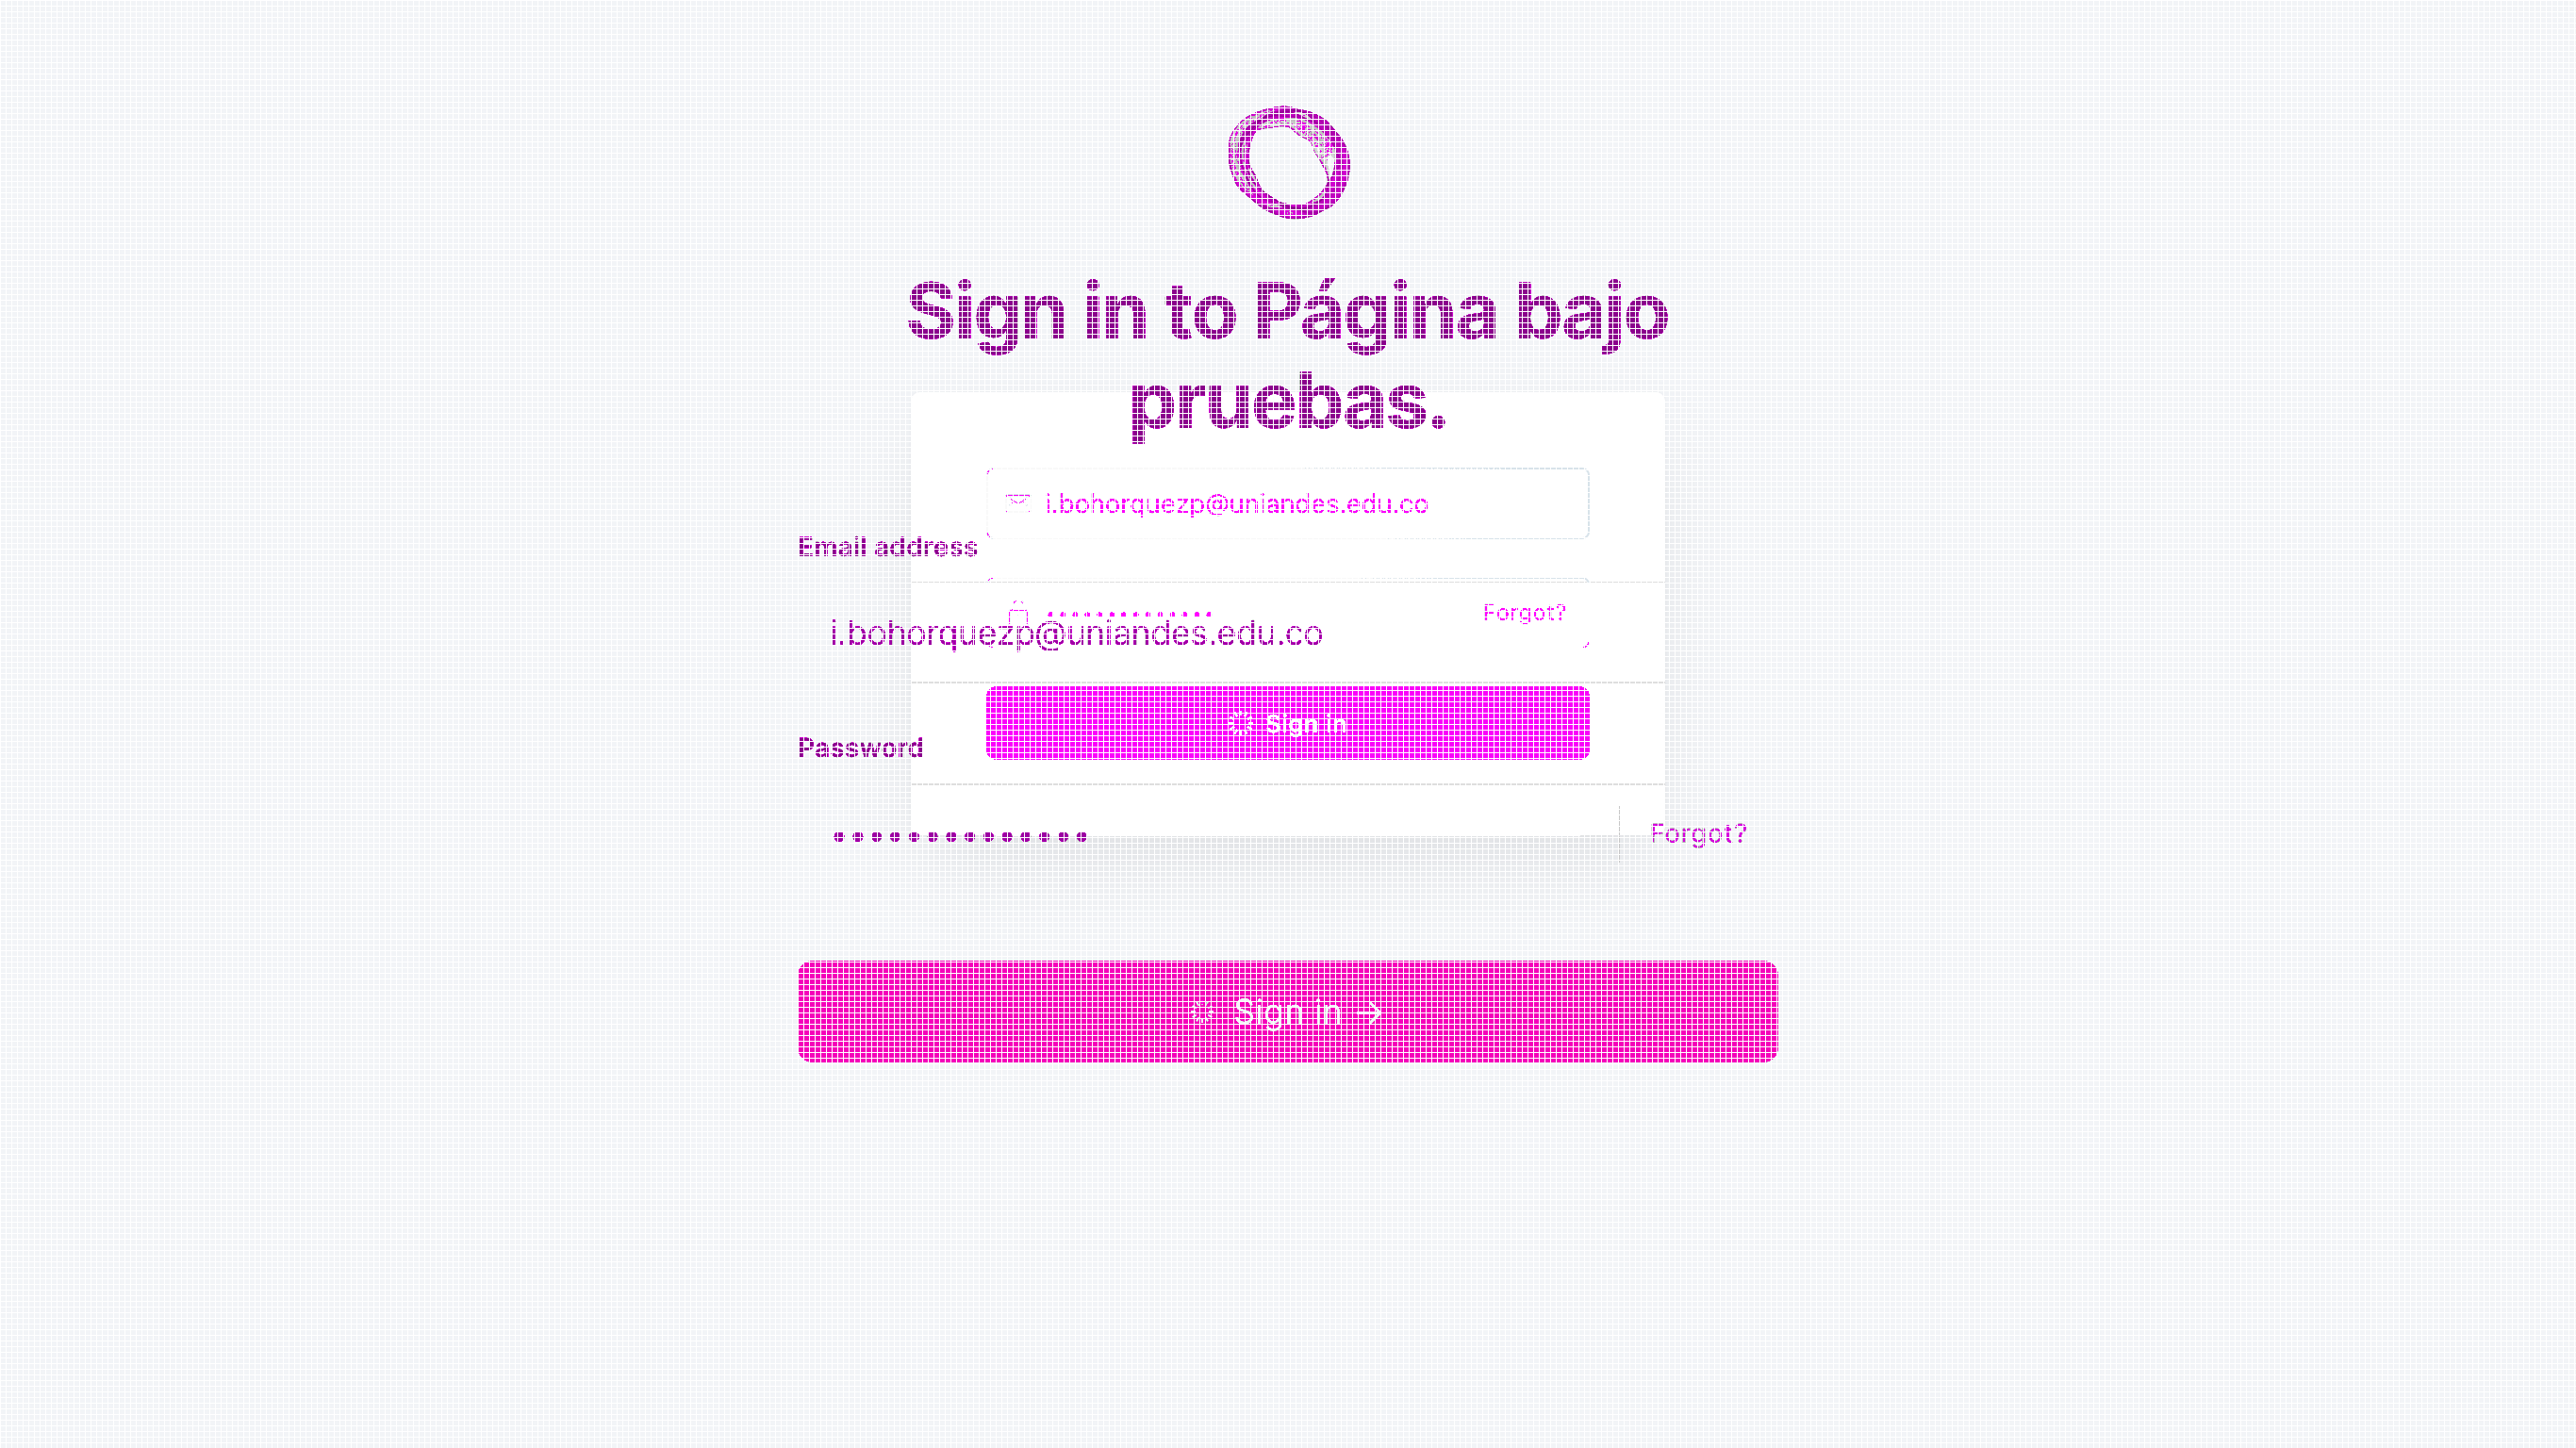 Sign in to Página bajo
pruebas.
i.bohorquezp@uniandes.edu.co
Email address
Forgot?
i.bohorquezp@uniandes.edu.co
Sign in
Password
Forgot?
Sign in →